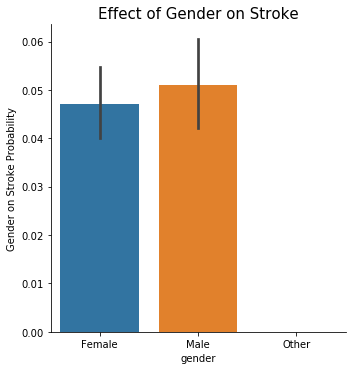 Effect of Gender on Stroke
Gender on Stroke Probability
0.06
0.05
0.04
0.03
0.02
0.01
0.00
Female
Male
Other
gender